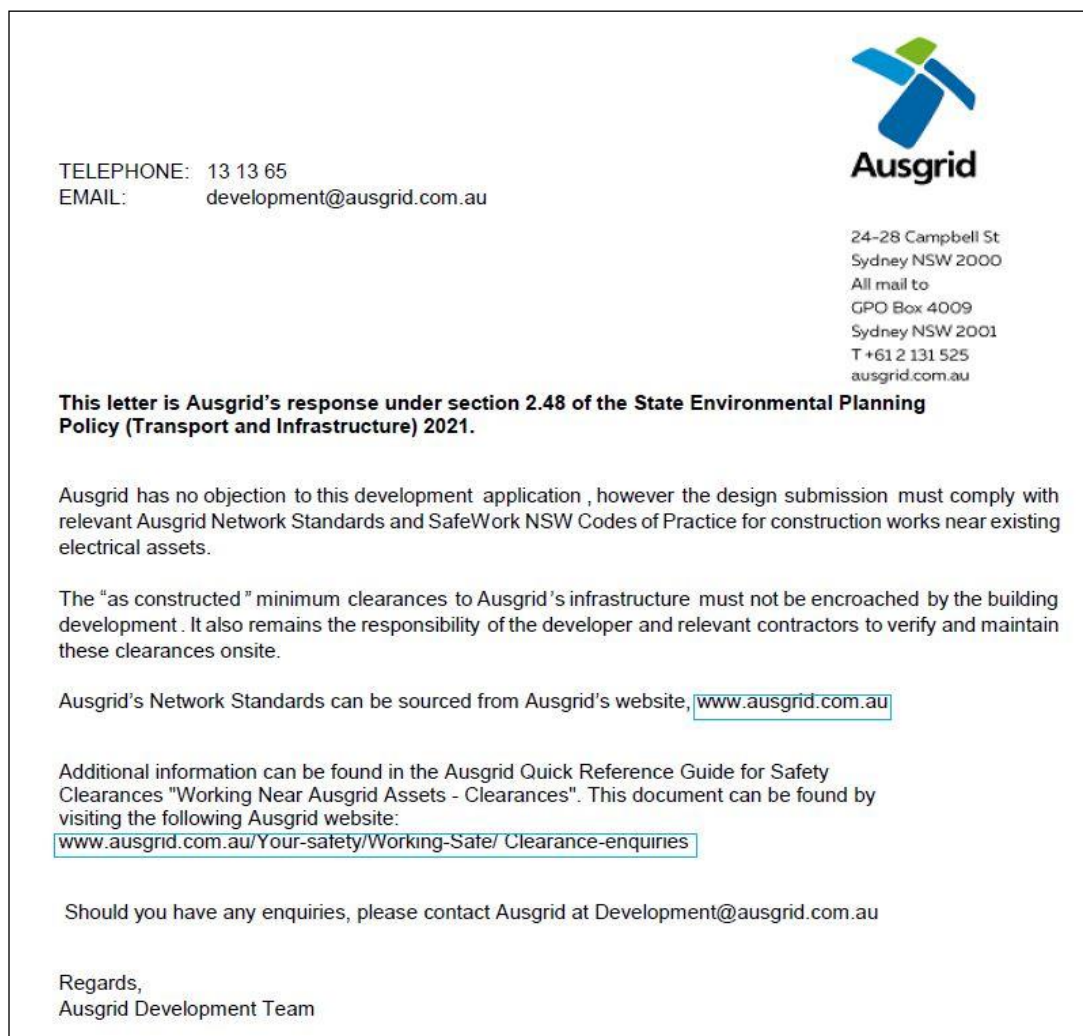 Ausgrid
TELEPHONE: 13 13 65
EMAIL: development@ausgrid.com.au
24-28 Campbell St
Sydney NSW 2000
All mail to
GPO Box 4009
Sydney NSW 2001
T +61 2 131 525
ausgrid.com.au
This letter is Ausgrid's response under section 2.48 of the State Environmental Planning
Policy (Transport and Infrastructure) 2021.
Ausgrid has no objection to this development application , however the design submission must comply with
relevant Ausgrid Network Standards and SafeWork NSW Codes of Practice for construction works near existing
electrical assets.
The “as constructed ” minimum clearances to Ausgrid's infrastructure must not be encroached by the building
development . It also remains the responsibility of the developer and relevant contractors to verify and maintain
these clearances onsite.
Ausgrid's Network Standards can be sourced from Ausgrid's website, www.ausgrid.com.au
Additional information can be found in the Ausgrid Quick Reference Guide for Safety
Clearances "Working Near Ausgrid Assets - Clearances". This document can be found by
visiting the following Ausgrid website:
www.ausgrid.com.au/Your-safety/Working-Safe/ Clearance-enquiries
Should you have any enquiries, please contact Ausgrid at Development@ausgrid.com.au
Regards,
Ausgrid Development Team